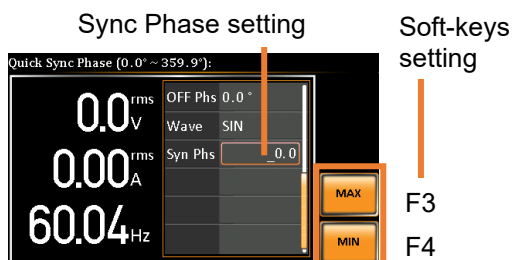 Sync Phase setting
Soft-keys
setting
Quick Sync Phase (0.0° ~ 359.9°):
0.0 rms V
OFF Phs 0.0 °
Wave SIN
Syn Phs _0.0
0.00 rms A
60.04 Hz
MAX
F3
MIN
F4